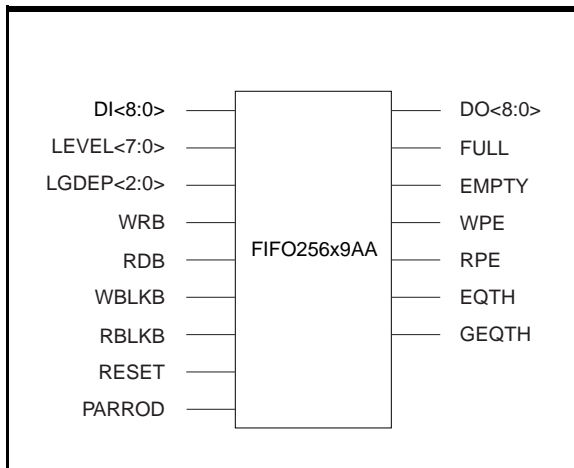 DI<8:0>
LEVEL<7:0>
LGDEP<2:0>
WRB
RDB
WBLKB
RBLKB
RESET
PARROD
FIFO256x9AA
DO<8:0>
FULL
EMPTY
WPE
RPE
EQTH
GEQTH